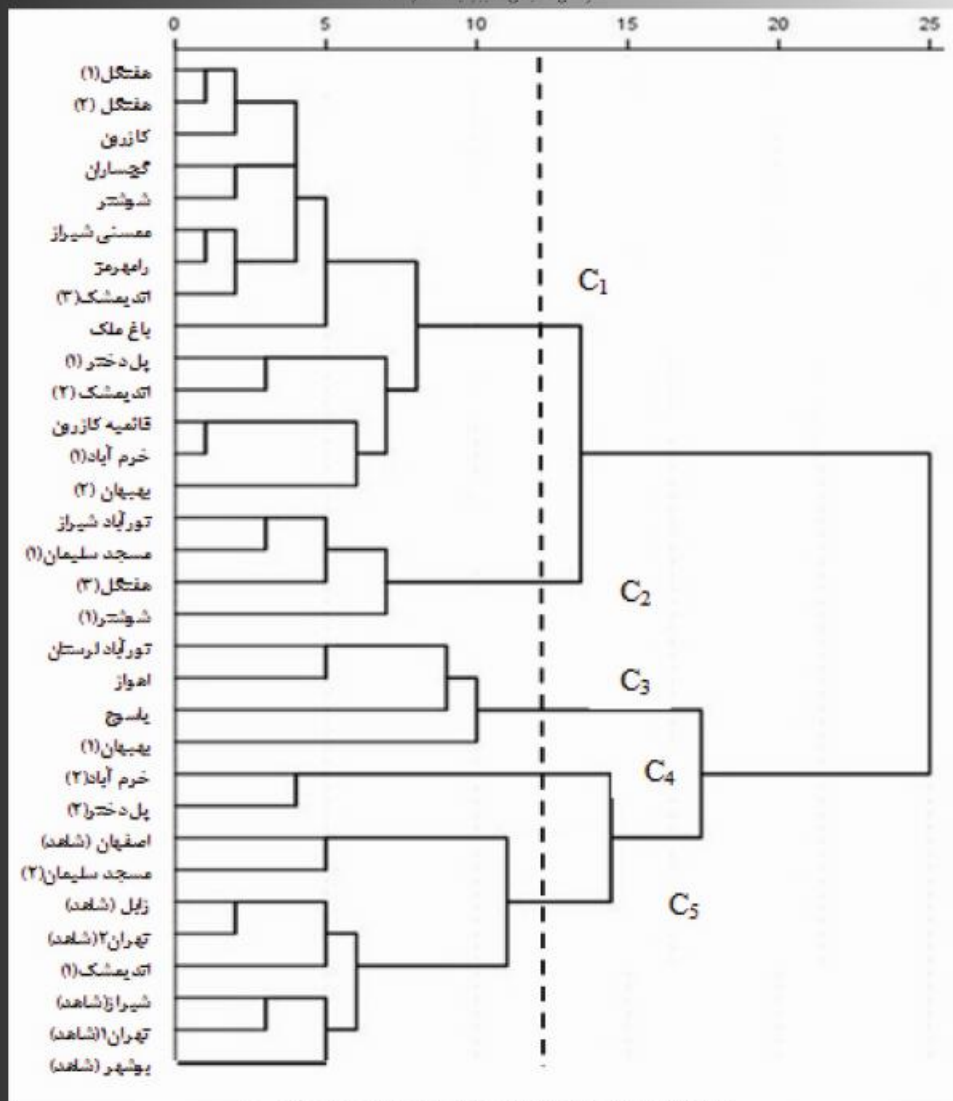 0 5 10 15 20 25
هفتگل(۱)
هفتگل (۲)
کازرون
گچساران
شوشتر
ممسنی شیراز
رامهرمز
اندیمشک(۳)
باغ ملک
پل‌دختر (۱)
اندیمشک (۲)
قائمیه کازرون
خرم آباد(۱)
بهبهان (۲)
نورآباد شیراز
مسجد سلیمان(۱)
هفتگل(۳)
شوشتر(۱)
نورآباد لرستان
اهواز
یاسوج
بهبهان(۱)
خرم آباد(۲)
پل‌دختر(۲)
اصفهان (شاهد)
مسجد سلیمان(۲)
زابل (شاهد)
تهران۲(شاهد)
اندیمشک(۱)
شیراز(شاهد)
تهران۱(شاهد)
بوشهر (شاهد)
C1
C2
C3
C4
C5